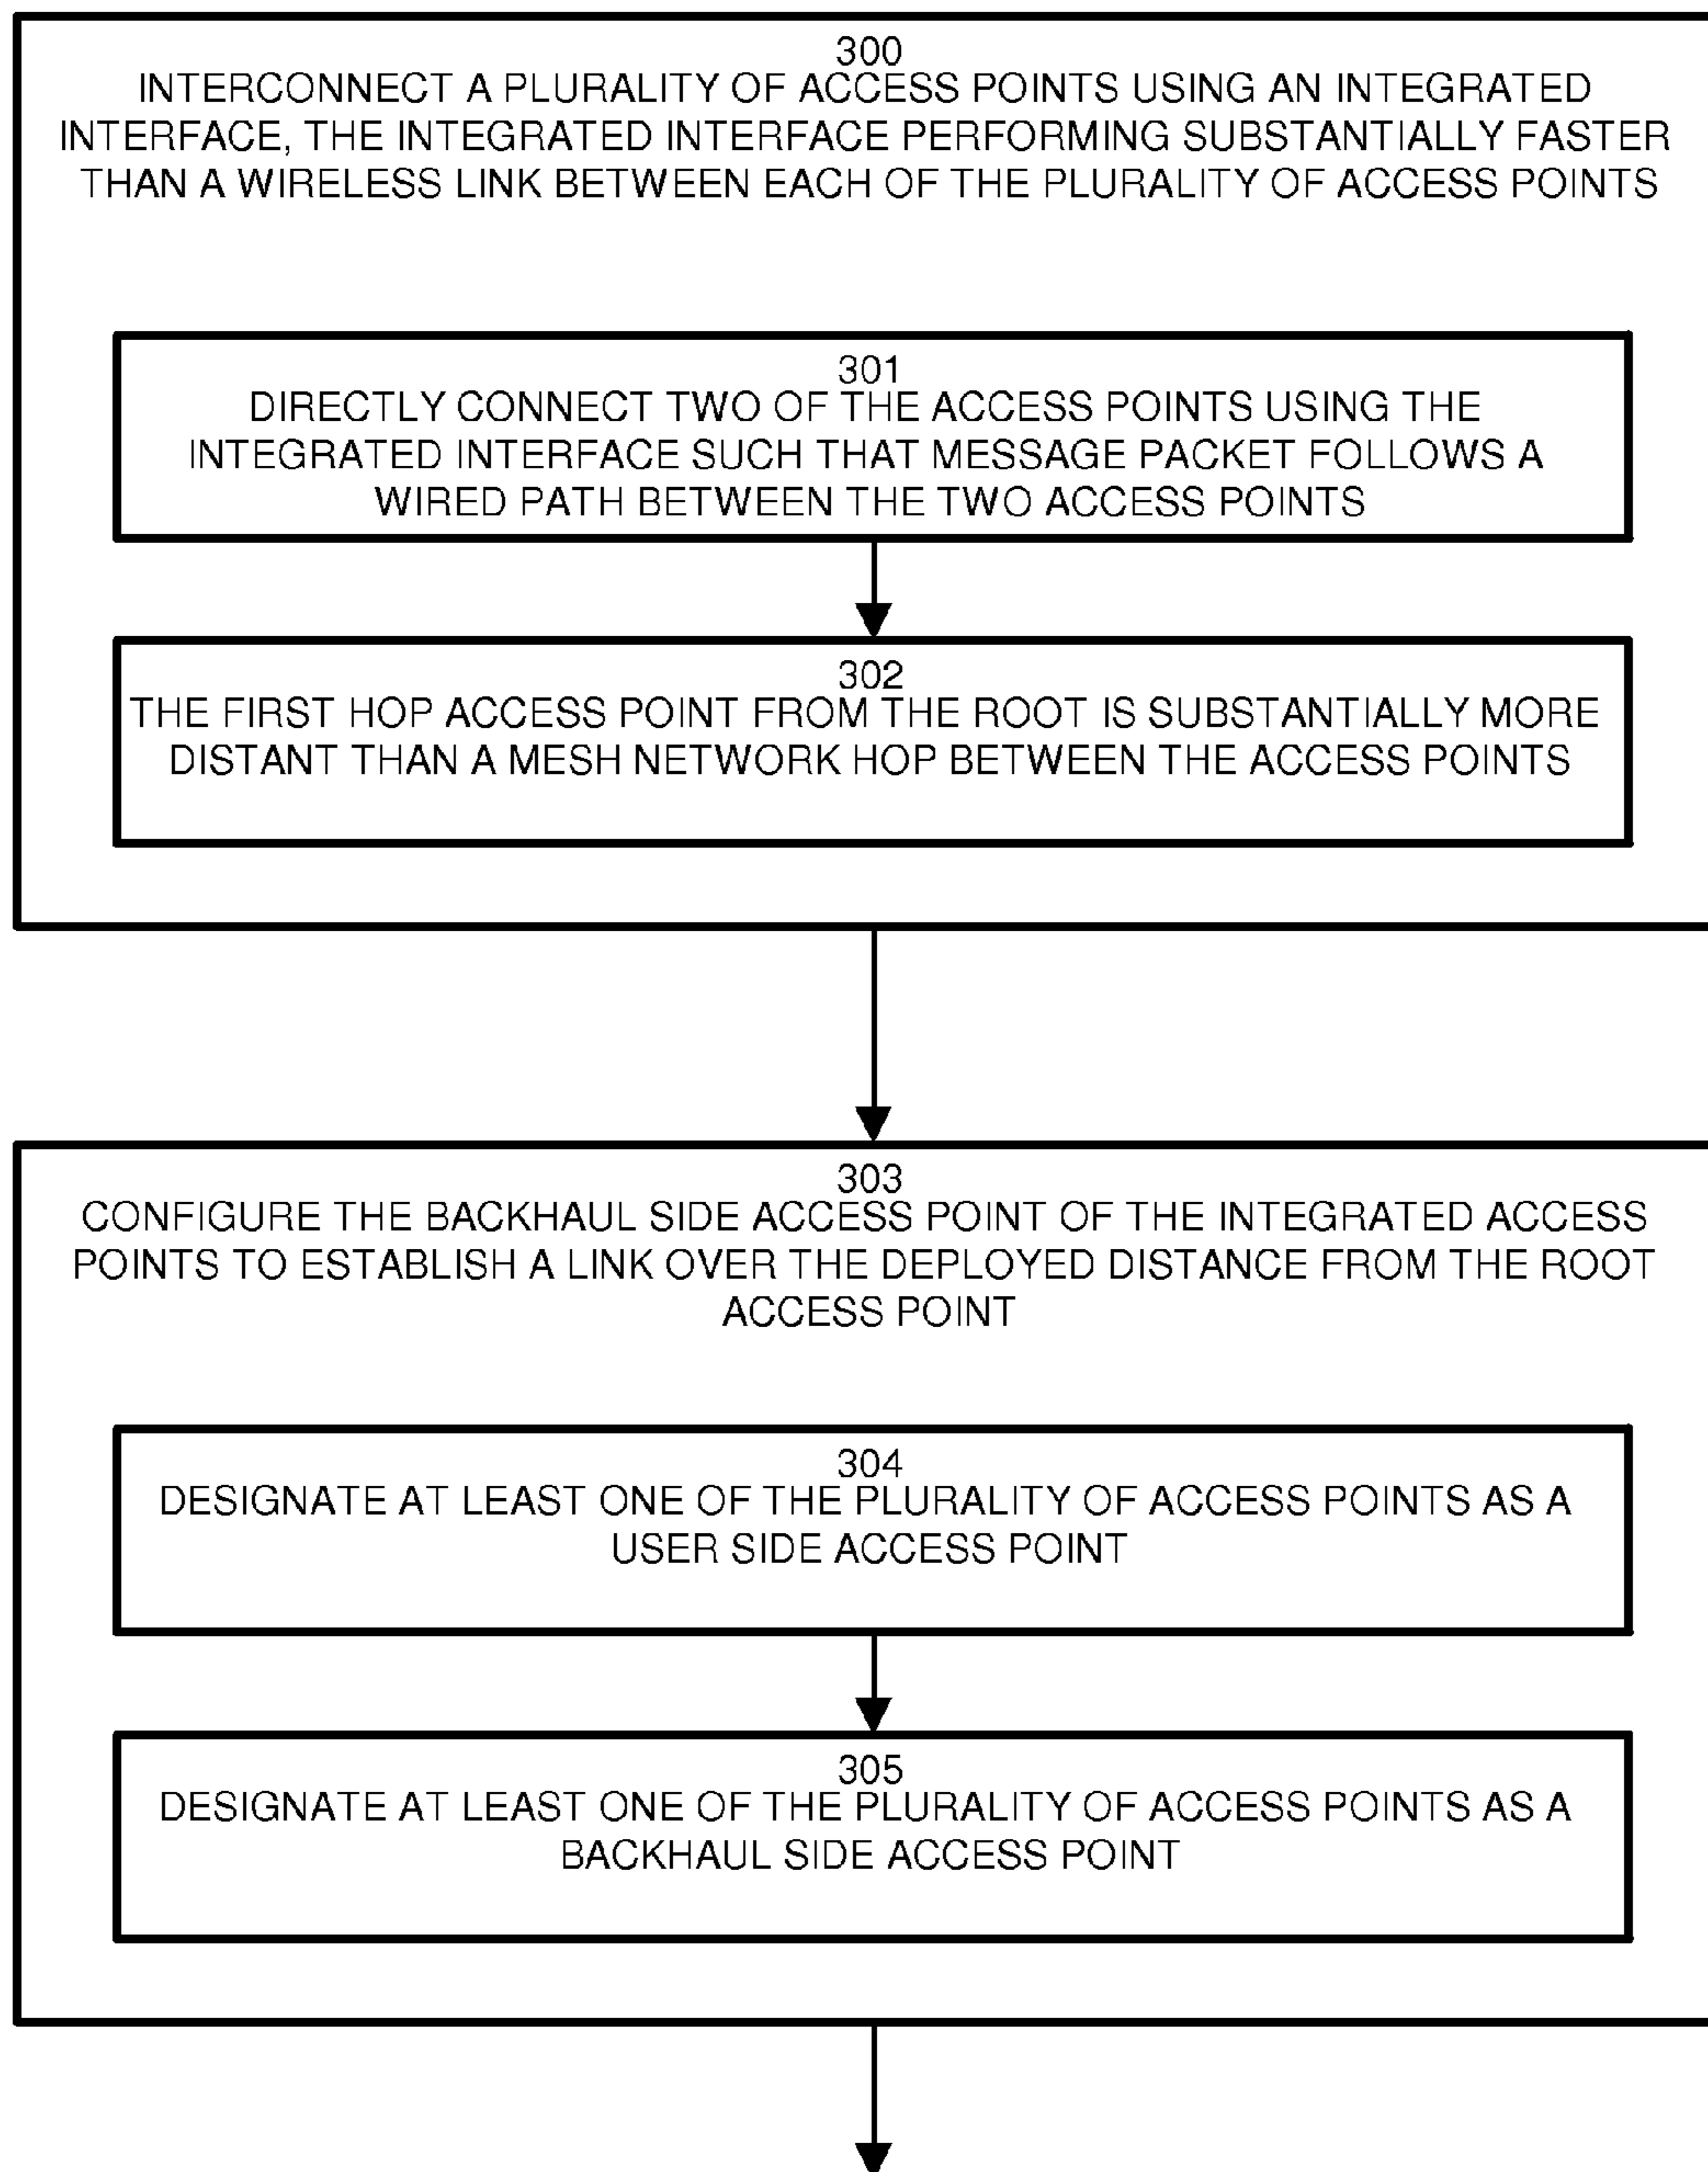 300
INTERCONNECT A PLURALITY OF ACCESS POINTS USING AN INTEGRATED
INTERFACE, THE INTEGRATED INTERFACE PERFORMING SUBSTANTIALLY FASTER
THAN A WIRELESS LINK BETWEEN EACH OF THE PLURALITY OF ACCESS POINTS
301
DIRECTLY CONNECT TWO OF THE ACCESS POINTS USING THE
INTEGRATED INTERFACE SUCH THAT MESSAGE PACKET FOLLOWS A
WIRED PATH BETWEEN THE TWO ACCESS POINTS
302
THE FIRST HOP ACCESS POINT FROM THE ROOT IS SUBSTANTIALLY MORE
DISTANT THAN A MESH NETWORK HOP BETWEEN THE ACCESS POINTS
303
CONFIGURE THE BACKHAUL SIDE ACCESS POINT OF THE INTEGRATED ACCESS
POINTS TO ESTABLISH A LINK OVER THE DEPLOYED DISTANCE FROM THE ROOT
ACCESS POINT
304
DESIGNATE AT LEAST ONE OF THE PLURALITY OF ACCESS POINTS AS A
USER SIDE ACCESS POINT
305
DESIGNATE AT LEAST ONE OF THE PLURALITY OF ACCESS POINTS AS A
BACKHAUL SIDE ACCESS POINT